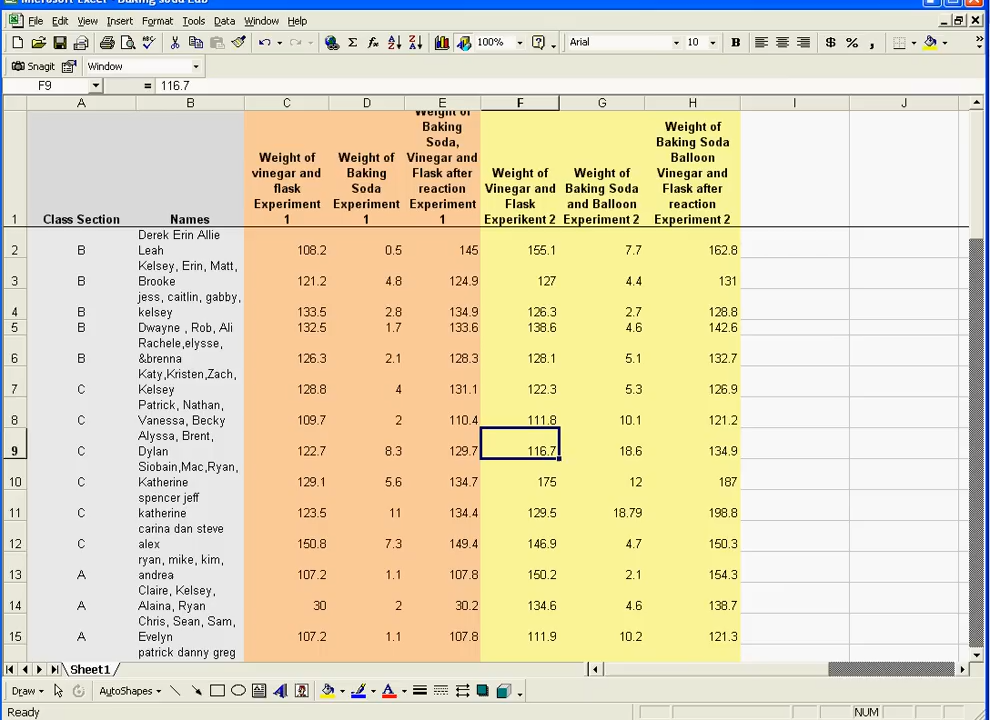 Microsoft Excel - Baking Soda Lab
File Edit View Insert Format Tools Data Window Help
100% Arial 10 B $ % ,
Snagit Window
F9 = 116.7
A B C D E F G H I J
1 Class Section Names Weight of vinegar and flask Experiment 1 Weight of Baking Soda Experiment 1 Weight of Baking Soda, Vinegar and Flask after reaction Experiment 1 Weight of Vinegar and Flask Experikent 2 Weight of Baking Soda and Balloon Experiment 2 Weight of Baking Soda Balloon Vinegar and Flask after reaction Experiment 2
2 B Derek Erin Allie Leah 108.2 0.5 145 155.1 7.7 162.8
3 B Kelsey, Erin, Matt, Brooke 121.2 4.8 124.9 127 4.4 131
4 B jess, caitlin, gabby, kelsey 133.5 2.8 134.9 126.3 2.7 128.8
5 B Dwayne , Rob, Ali 132.5 1.7 133.6 138.6 4.6 142.6
6 B Rachele,elysse, &brenna 126.3 2.1 128.3 128.1 5.1 132.7
7 C Katy,Kristen,Zach, Kelsey 128.8 4 131.1 122.3 5.3 126.9
8 C Patrick, Nathan, Vanessa, Becky 109.7 2 110.4 111.8 10.1 121.2
9 C Alyssa, Brent, Dylan 122.7 8.3 129.7 116.7 18.6 134.9
10 C Siobain,Mac,Ryan, Katherine 129.1 5.6 134.7 175 12 187
11 C spencer jeff katherine 123.5 11 134.4 129.5 18.79 198.8
12 C carina dan steve alex 150.8 7.3 149.4 146.9 4.7 150.3
13 A ryan, mike, kim, andrea 107.2 1.1 107.8 150.2 2.1 154.3
14 A Claire, Kelsey, Alaina, Ryan 30 2 30.2 134.6 4.6 138.7
15 A Chris, Sean, Sam, Evelyn 107.2 1.1 107.8 111.9 10.2 121.3
patrick danny greg
Sheet1
Draw AutoShapes
Ready NUM